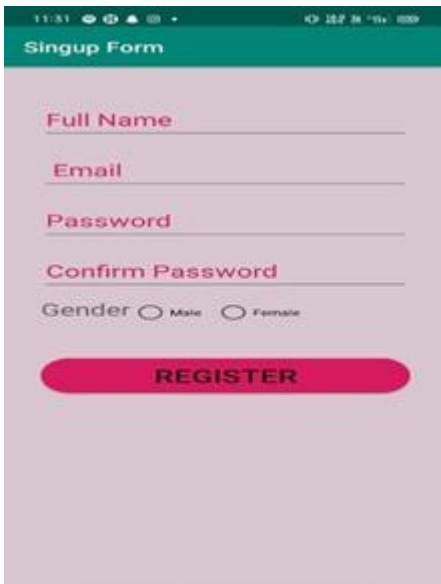 11:31
Singup Form
Full Name
Email
Password
Confirm Password
Gender Male Female
REGISTER